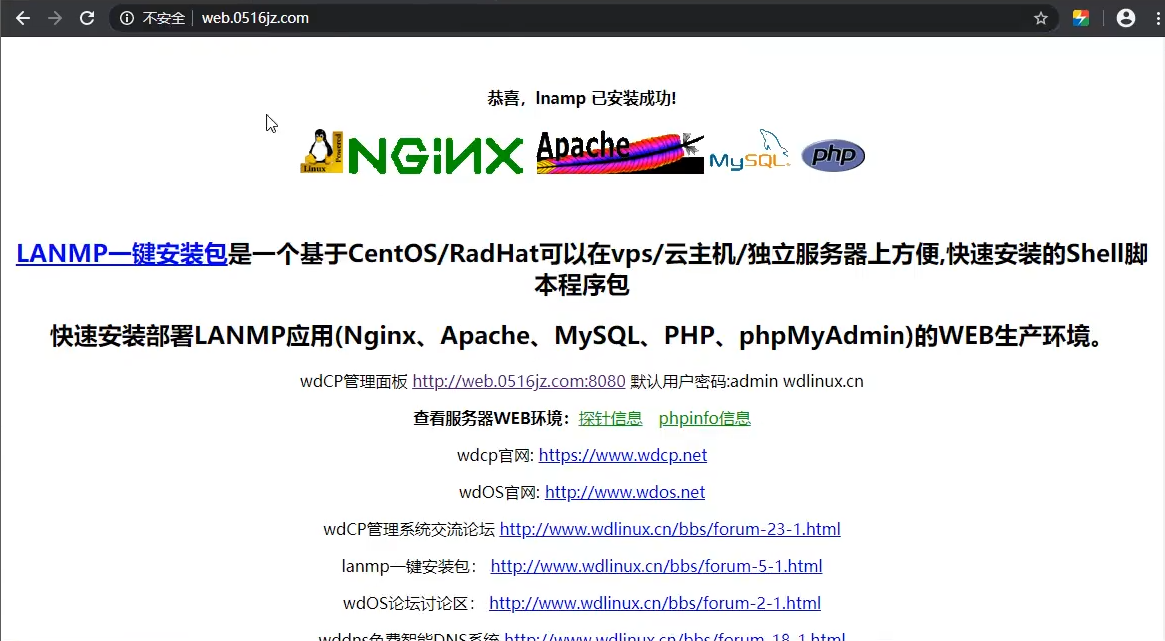 不安全 web.0516jz.com
恭喜，lnamp 已安装成功!
Linux Powered NGiNX Apache MySQL php
LANMP一键安装包是一个基于CentOS/RadHat可以在vps/云主机/独立服务器上方便,快速安装的Shell脚
本程序包
快速安装部署LANMP应用(Nginx、Apache、MySQL、PHP、phpMyAdmin)的WEB生产环境。
wdCP管理面板 http://web.0516jz.com:8080 默认用户密码:admin wdlinux.cn
查看服务器WEB环境：探针信息 phpinfo信息
wdcp官网: https://www.wdcp.net
wdOS官网: http://www.wdos.net
wdCP管理系统交流论坛 http://www.wdlinux.cn/bbs/forum-23-1.html
lanmp一键安装包： http://www.wdlinux.cn/bbs/forum-5-1.html
wdOS论坛讨论区： http://www.wdlinux.cn/bbs/forum-2-1.html
wddns免费智能DNS系统 http://www.wdlinux.cn/bbs/forum-18-1.html